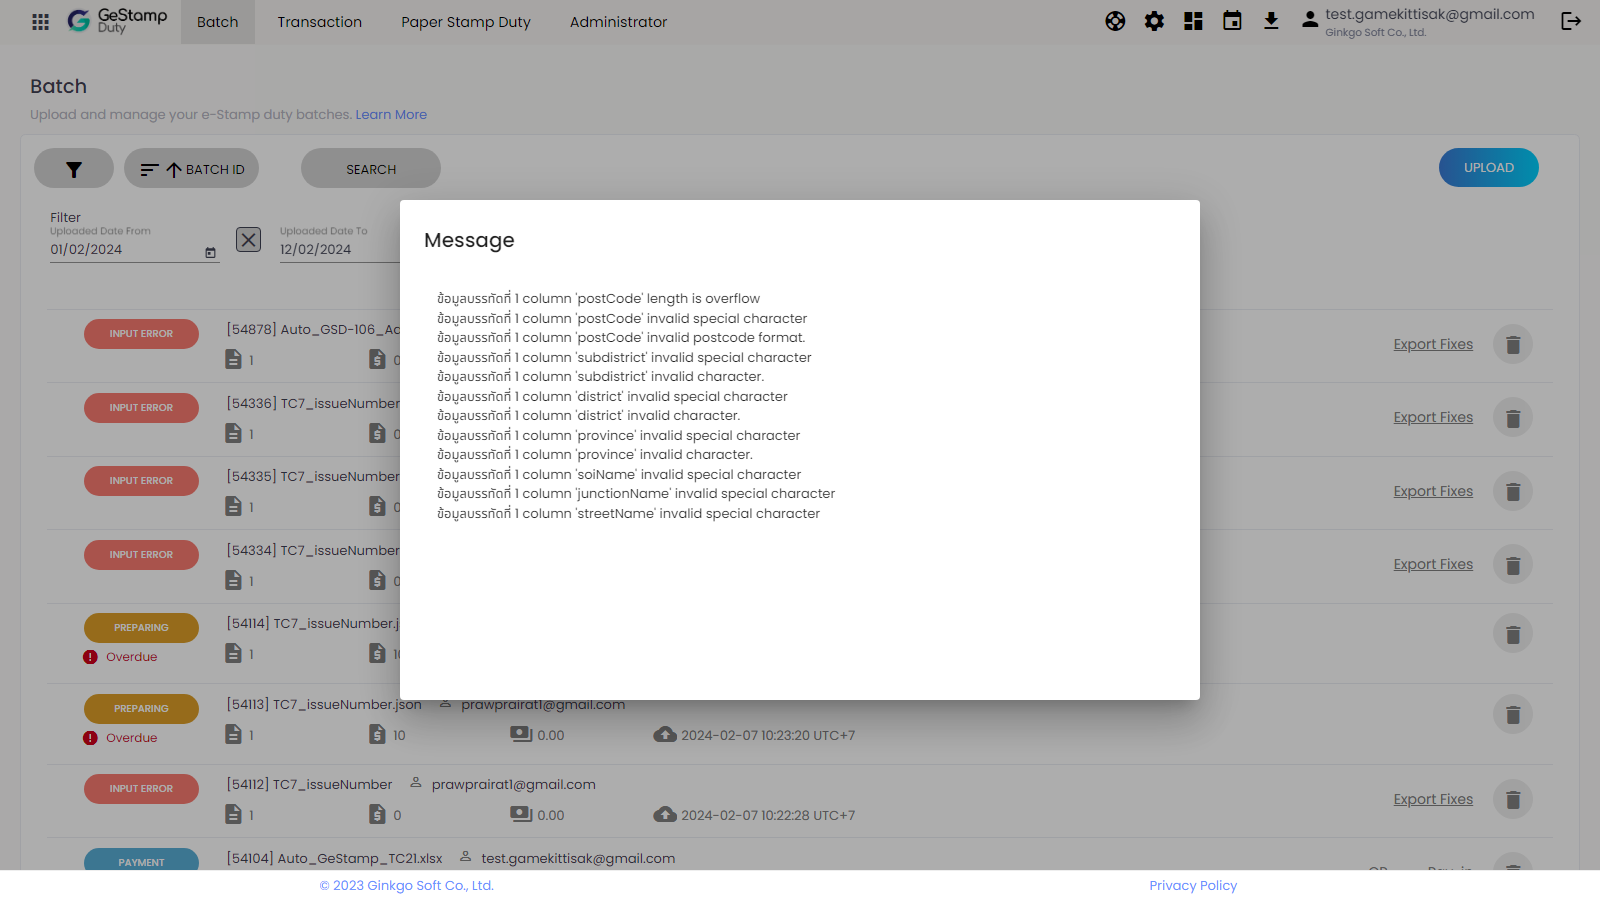 GeStamp
Duty
Batch
Transaction
Paper Stamp Duty
Administrator
test.gamekittisak@gmail.com
Ginkgo Soft Co., Ltd.
Batch
Upload and manage your e-Stamp duty batches. Learn More
BATCH ID
SEARCH
UPLOAD
Filter
Uploaded Date From
01/02/2024
Uploaded Date To
12/02/2024
Message
ข้อมูลบรรทัดที่ 1 column 'postCode' length is overflow
ข้อมูลบรรทัดที่ 1 column 'postCode' invalid special character
ข้อมูลบรรทัดที่ 1 column 'postCode' invalid postcode format.
ข้อมูลบรรทัดที่ 1 column 'subdistrict' invalid special character
ข้อมูลบรรทัดที่ 1 column 'subdistrict' invalid character.
ข้อมูลบรรทัดที่ 1 column 'district' invalid special character
ข้อมูลบรรทัดที่ 1 column 'district' invalid character.
ข้อมูลบรรทัดที่ 1 column 'province' invalid special character
ข้อมูลบรรทัดที่ 1 column 'province' invalid character.
ข้อมูลบรรทัดที่ 1 column 'soiName' invalid special character
ข้อมูลบรรทัดที่ 1 column 'junctionName' invalid special character
ข้อมูลบรรทัดที่ 1 column 'streetName' invalid special character
INPUT ERROR
[54878] Auto_GSD-106_Ad
1
0
Export Fixes
INPUT ERROR
[54336] TC7_issueNumber
1
0
Export Fixes
INPUT ERROR
[54335] TC7_issueNumber
1
0
Export Fixes
INPUT ERROR
[54334] TC7_issueNumber
1
0
Export Fixes
PREPARING
Overdue
[54114] TC7_issueNumber.j
1
10
PREPARING
Overdue
[54113] TC7_issueNumber.json
prawprairat1@gmail.com
1
10
0.00
2024-02-07 10:23:20 UTC+7
INPUT ERROR
[54112] TC7_issueNumber
prawprairat1@gmail.com
1
0
0.00
2024-02-07 10:22:28 UTC+7
Export Fixes
PAYMENT
[54104] Auto_GeStamp_TC21.xlsx
test.gamekittisak@gmail.com
© 2023 Ginkgo Soft Co., Ltd.
Privacy Policy